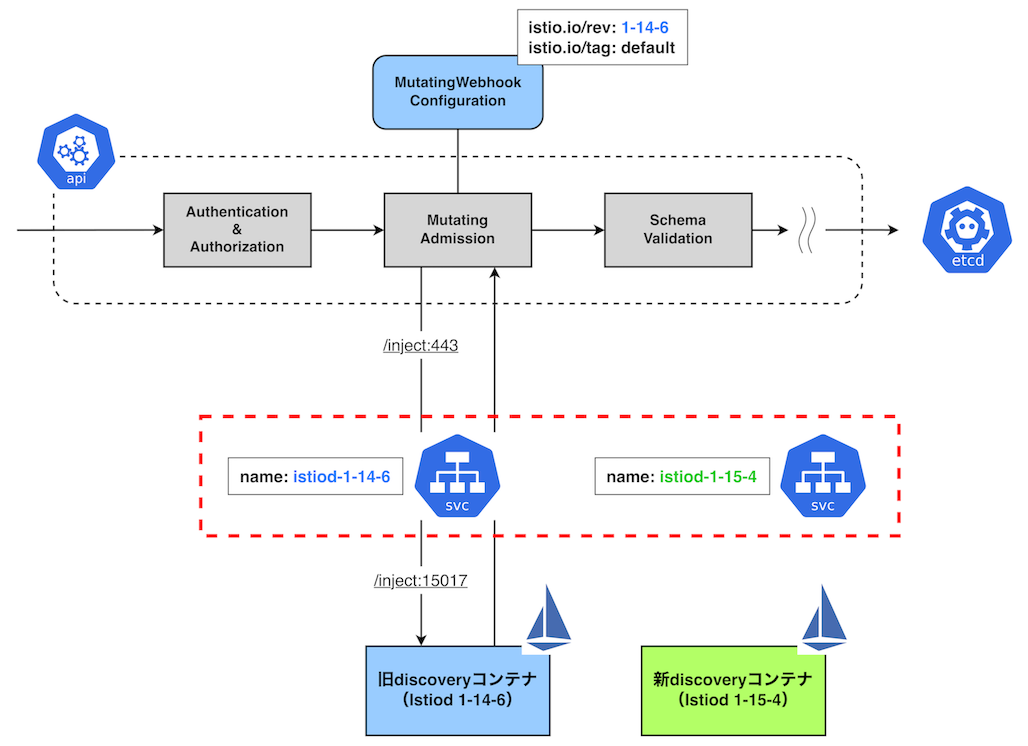 istio.io/rev: 1-14-6
istio.io/tag: default
MutatingWebhook
Configuration
api
Authentication
&
Authorization
Mutating
Admission
Schema
Validation
etcd
/inject:443
name: istiod-1-14-6
svc
name: istiod-1-15-4
svc
/inject:15017
旧discoveryコンテナ
（Istiod 1-14-6）
新discoveryコンテナ
（Istiod 1-15-4）